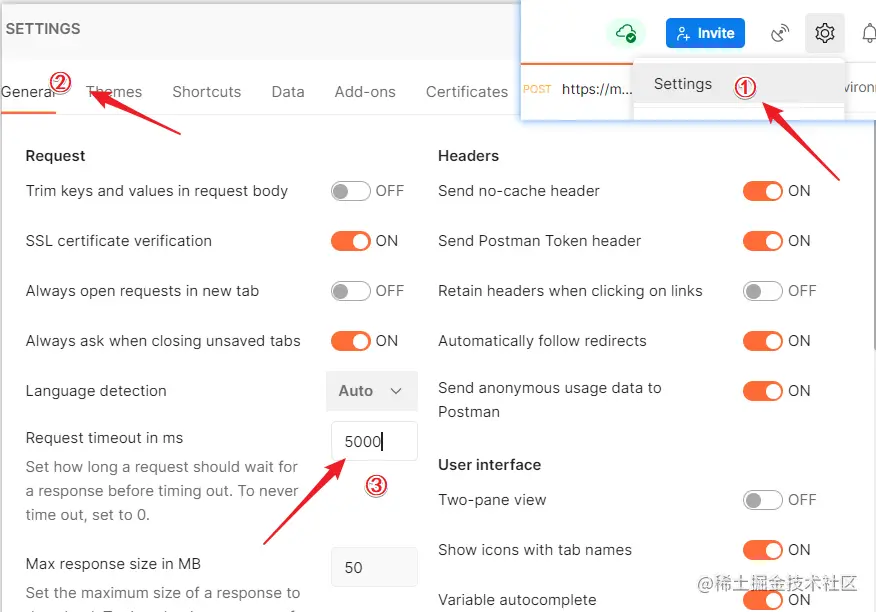 SETTINGS
Invite
Settings
①
POST https://m...
vironr
General
②
Themes
Shortcuts
Data
Add-ons
Certificates
Request
Trim keys and values in request body
OFF
SSL certificate verification
ON
Always open requests in new tab
OFF
Always ask when closing unsaved tabs
ON
Language detection
Auto
Request timeout in ms
5000
Set how long a request should wait for
a response before timing out. To never
time out, set to 0.
③
Max response size in MB
50
Set the maximum size of a response to
Headers
Send no-cache header
ON
Send Postman Token header
ON
Retain headers when clicking on links
OFF
Automatically follow redirects
ON
Send anonymous usage data to
Postman
ON
User interface
Two-pane view
OFF
Show icons with tab names
ON
Variable autocomplete
ON
@稀土掘金技术社区